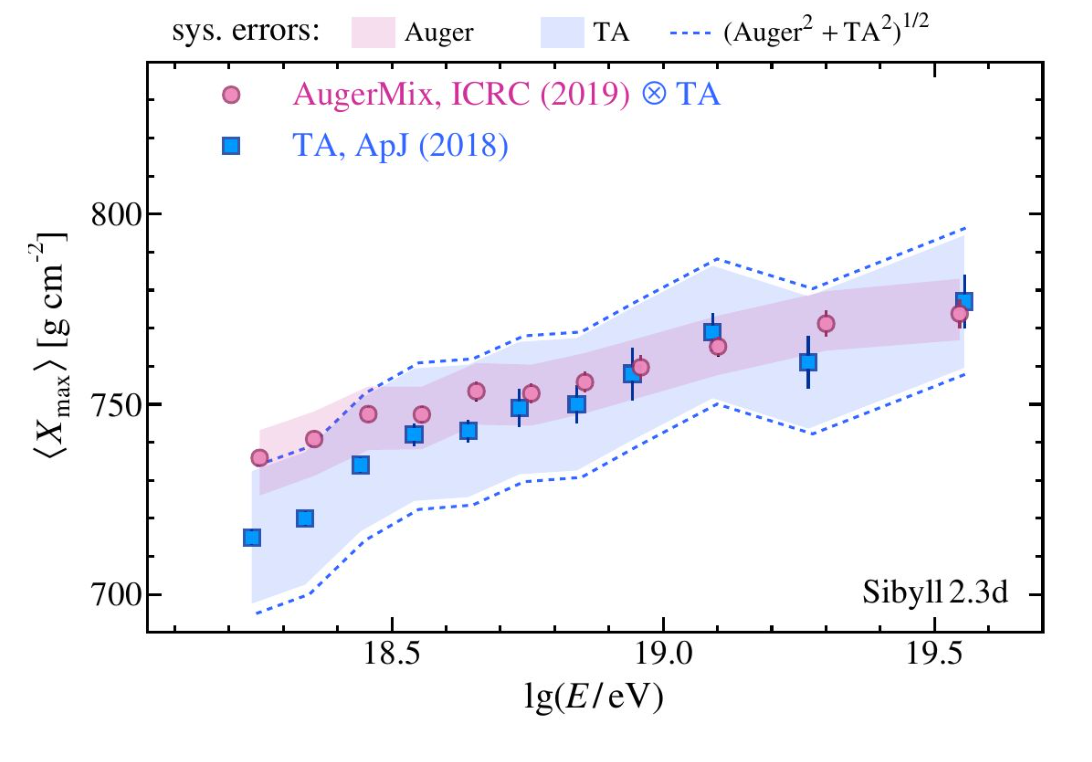 sys. errors: Auger TA (Auger² + TA²)^1/2
AugerMix, ICRC (2019) ⊗ TA
TA, ApJ (2018)
800
750
700
⟨X_max⟩ [g cm⁻²]
Sibyll 2.3d
18.5 19.0 19.5
lg(E/eV)